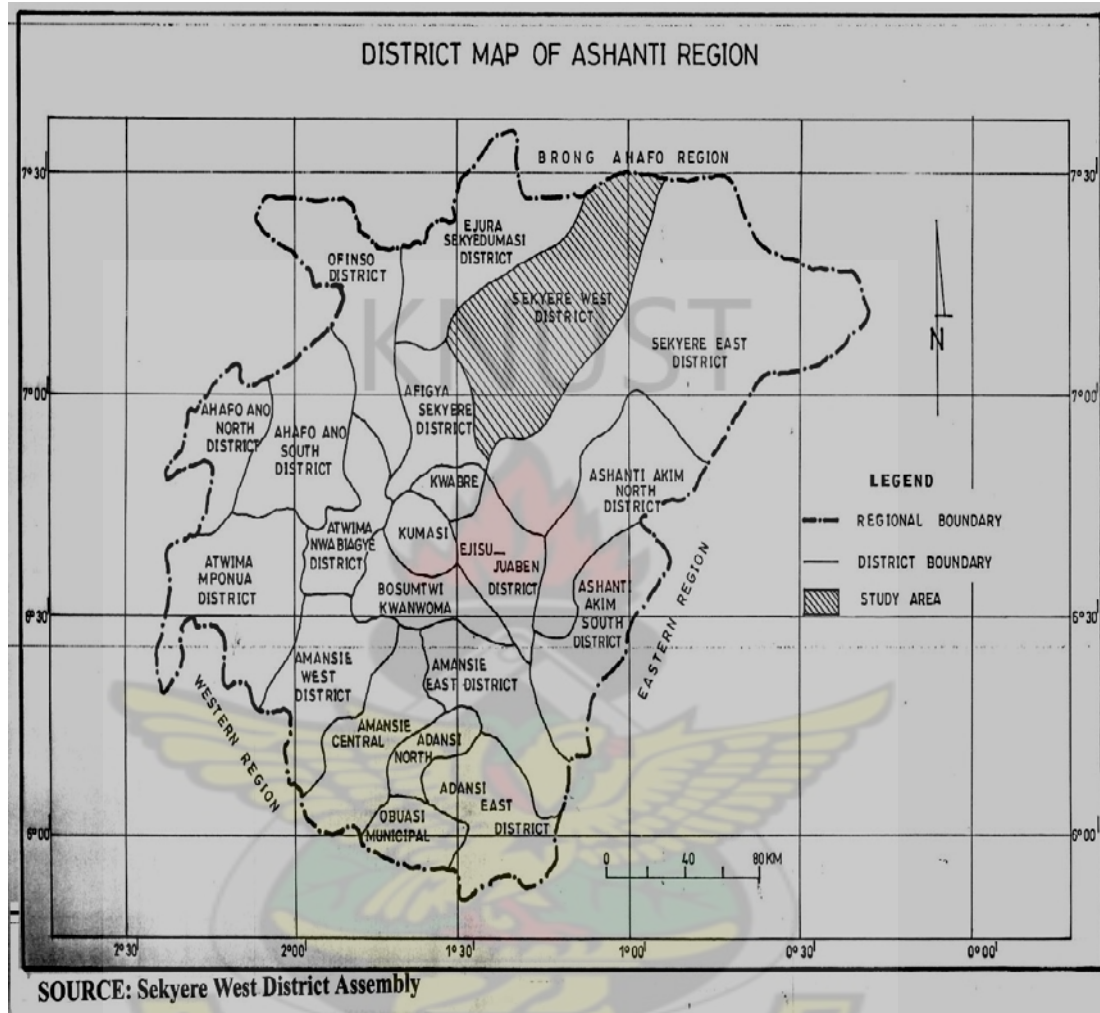 DISTRICT MAP OF ASHANTI REGION
BRONG AHAFO REGION
7°30'
7°30'
EJURA
SEKYEDUMASI
DISTRICT
OFINSO
DISTRICT
SEKYERE WEST
DISTRICT
KNUST
SEKYERE EAST
DISTRICT
N
7°00'
7°00'
AFIGYA
SEKYERE
DISTRICT
AHAFO ANO
NORTH
DISTRICT
AHAFO ANO
SOUTH
DISTRICT
KWABRE
ASHANTI AKIM
NORTH
DISTRICT
LEGEND
REGIONAL BOUNDARY
DISTRICT BOUNDARY
STUDY AREA
ATWIMA
NWABIAGYE
DISTRICT
KUMASI
EJISU_
JUABEN
DISTRICT
ATWIMA
MPONUA
DISTRICT
BOSUMTWI
KWANWOMA
ASHANTI
AKIM
SOUTH
DISTRICT
EASTERN REGION
6°30'
6°30'
AMANSIE
WEST
DISTRICT
AMANSIE
EAST DISTRICT
WESTERN REGION
AMANSIE
CENTRAL
ADANSI
NORTH
ADANSI
EAST
DISTRICT
OBUASI
MUNICIPAL
6°00'
6°00'
0 40 80KM
2°30' 2°00' 1°30' 1°00' 0°30' 0°00'
SOURCE: Sekyere West District Assembly